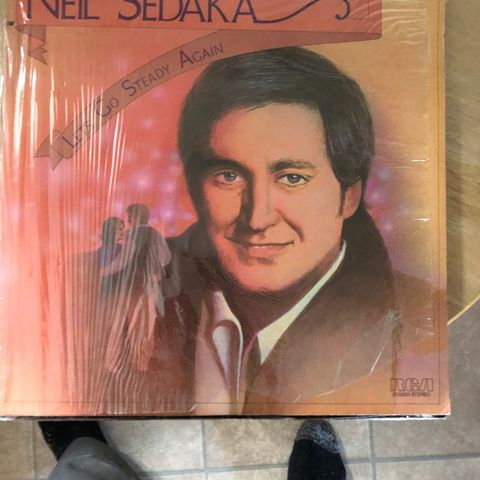 NEIL SEDAKA
LET'S GO STEADY AGAIN
RCA